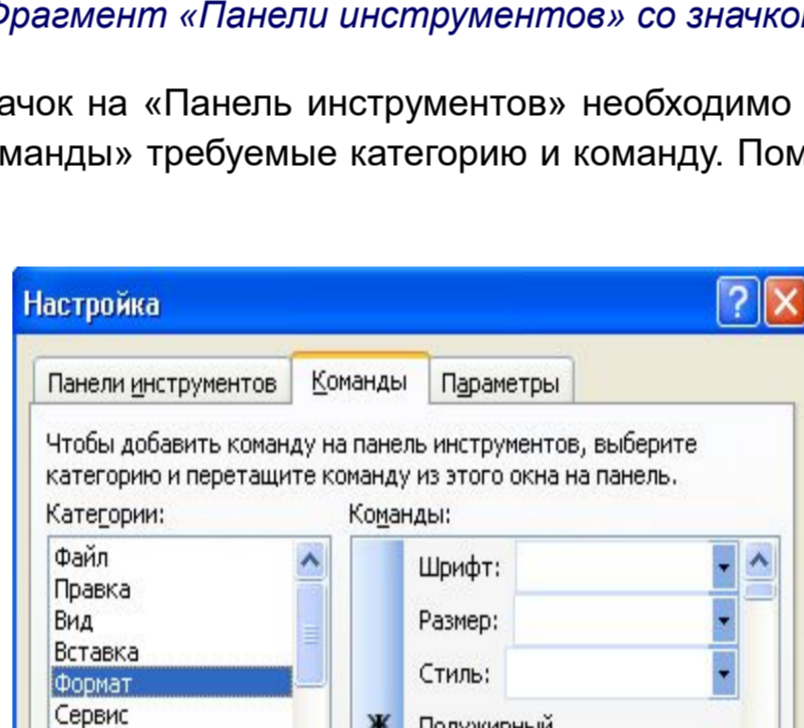 Фрагмент «Панели инструментов» со значко
ачок на «Панель инструментов» необходимо
манды» требуемые категорию и команду. Пом
Настройка
Панели инструментов Команды Параметры
Чтобы добавить команду на панель инструментов, выберите
категорию и перетащите команду из этого окна на панель.
Категории: Команды:
Файл
Правка
Вид
Вставка
Формат
Сервис
Шрифт:
Размер:
Стиль:
Ж Полужирный